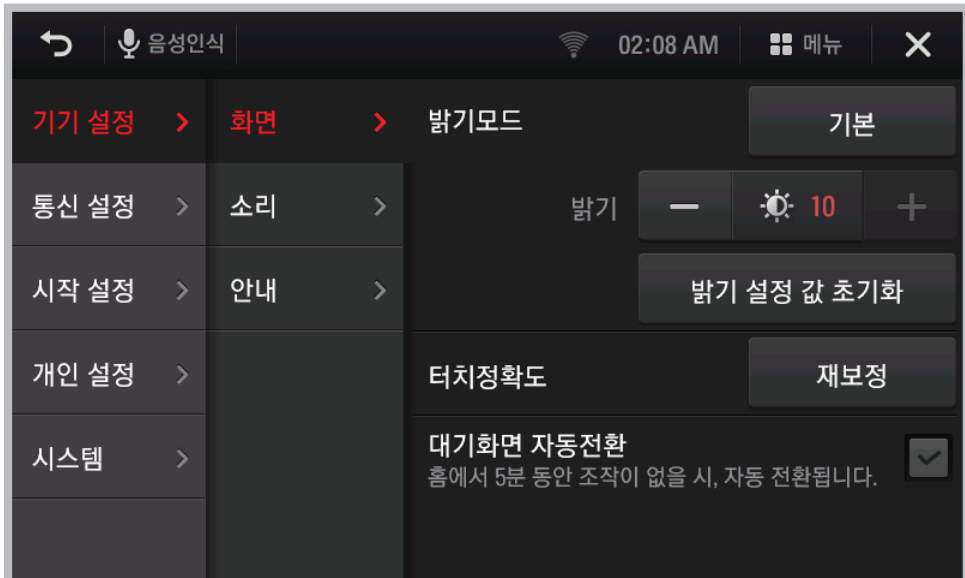 음성인식
02:08 AM
메뉴
기기 설정
화면
밝기모드
기본
통신 설정
소리
밝기
10
시작 설정
안내
밝기 설정 값 초기화
개인 설정
터치정확도
재보정
시스템
대기화면 자동전환
홈에서 5분 동안 조작이 없을 시, 자동 전환됩니다.